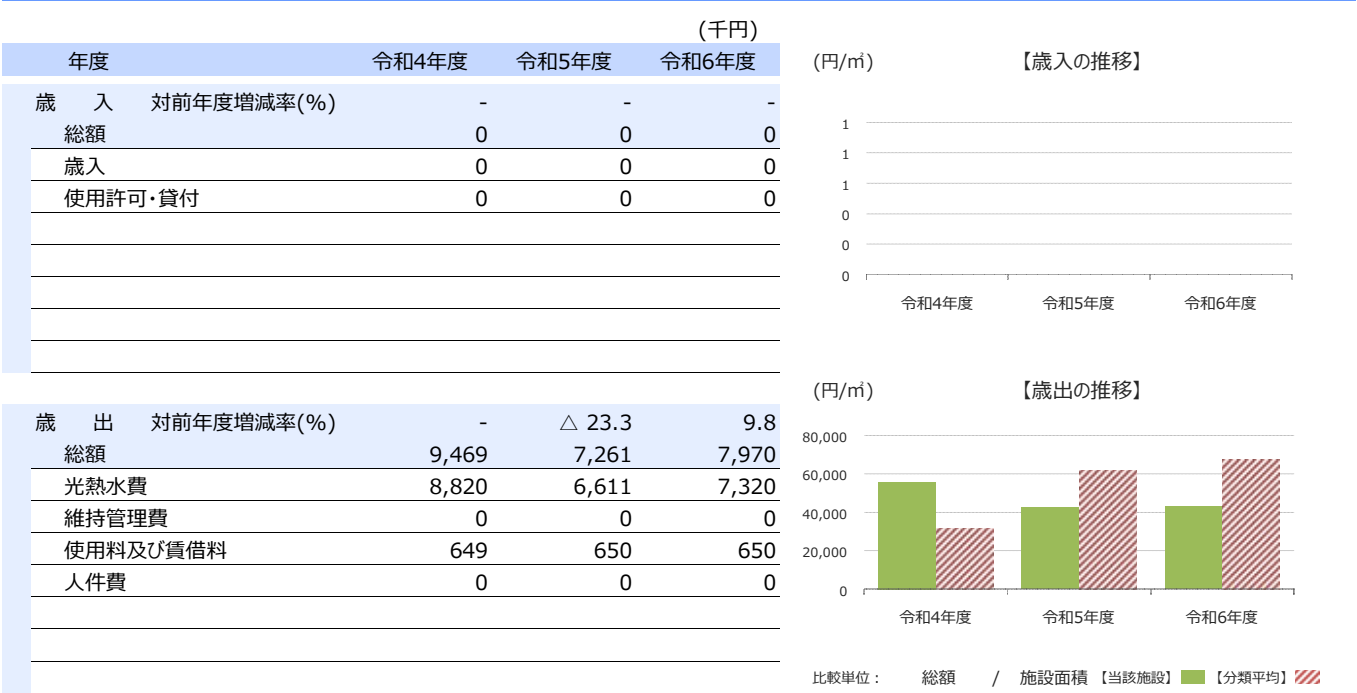 (千円)
年度 令和4年度 令和5年度 令和6年度
歳 入 対前年度増減率(%) - - -
総額 0 0 0
歳入 0 0 0
使用許可・貸付 0 0 0
(円/㎡) 【歳入の推移】
1
1
1
0
0
0
令和4年度 令和5年度 令和6年度
歳 出 対前年度増減率(%) - △ 23.3 9.8
総額 9,469 7,261 7,970
光熱水費 8,820 6,611 7,320
維持管理費 0 0 0
使用料及び賃借料 649 650 650
人件費 0 0 0
(円/㎡) 【歳出の推移】
80,000
60,000
40,000
20,000
0
令和4年度 令和5年度 令和6年度
比較単位: 総額 / 施設面積 【当該施設】 【分類平均】